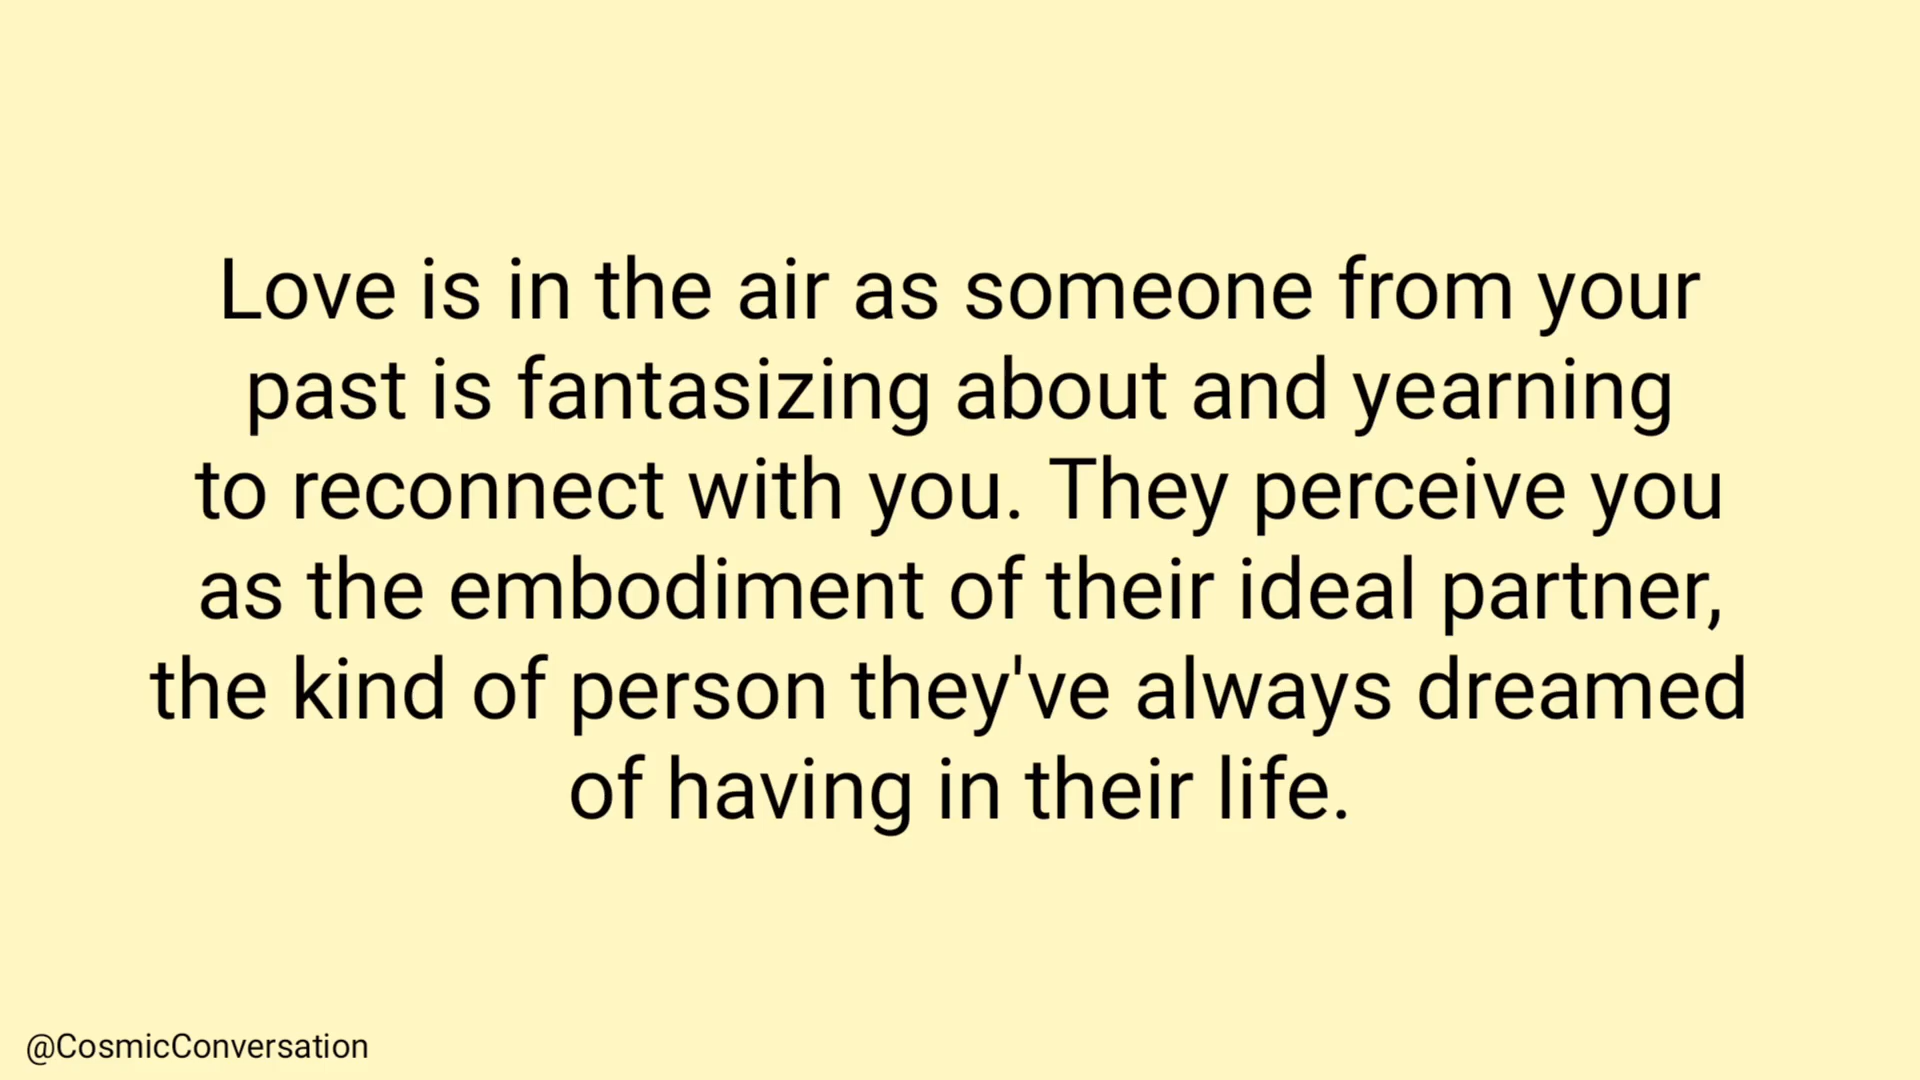 Love is in the air as someone from your
past is fantasizing about and yearning
to reconnect with you. They perceive you
as the embodiment of their ideal partner,
the kind of person they've always dreamed
of having in their life.
@CosmicConversation